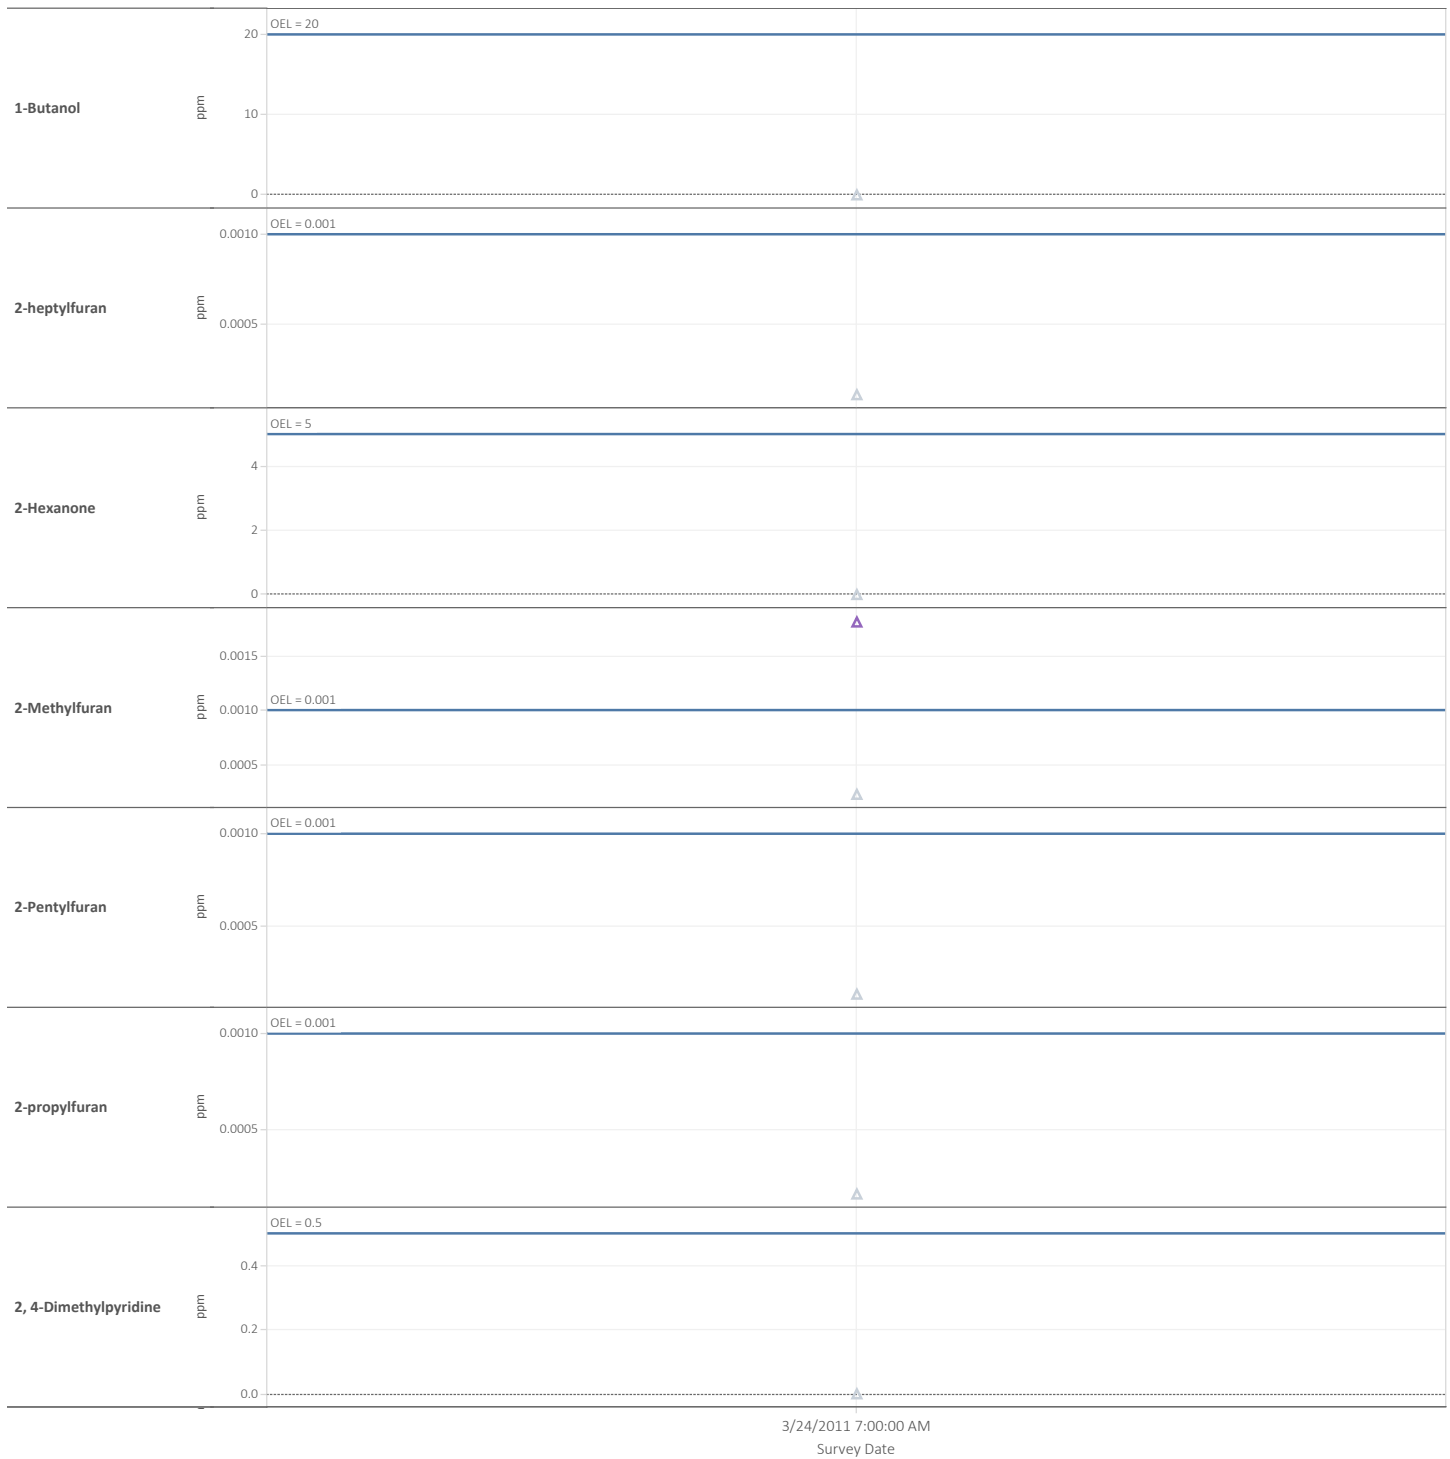 OEL = 20
20
1-Butanol
ppm
10
0
OEL = 0.001
0.0010
2-heptylfuran
ppm
0.0005
OEL = 5
4
2-Hexanone
ppm
2
0
0.0015
2-Methylfuran
ppm
OEL = 0.001
0.0010
0.0005
OEL = 0.001
0.0010
2-Pentylfuran
ppm
0.0005
OEL = 0.001
0.0010
2-propylfuran
ppm
0.0005
OEL = 0.5
0.4
2, 4-Dimethylpyridine
ppm
0.2
0.0
3/24/2011 7:00:00 AM
Survey Date